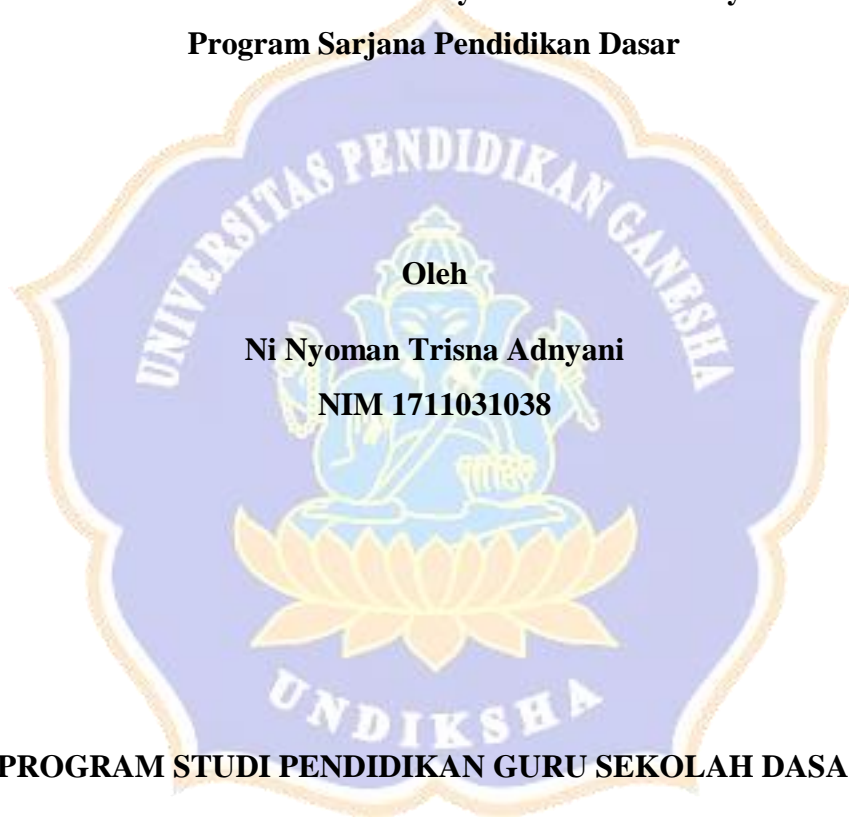 Program Sarjana Pendidikan Dasar
UNIVERSITAS PENDIDIKAN GANESHA
Oleh
Ni Nyoman Trisna Adnyani
NIM 1711031038
UNDIKSHA
PROGRAM STUDI PENDIDIKAN GURU SEKOLAH DASA